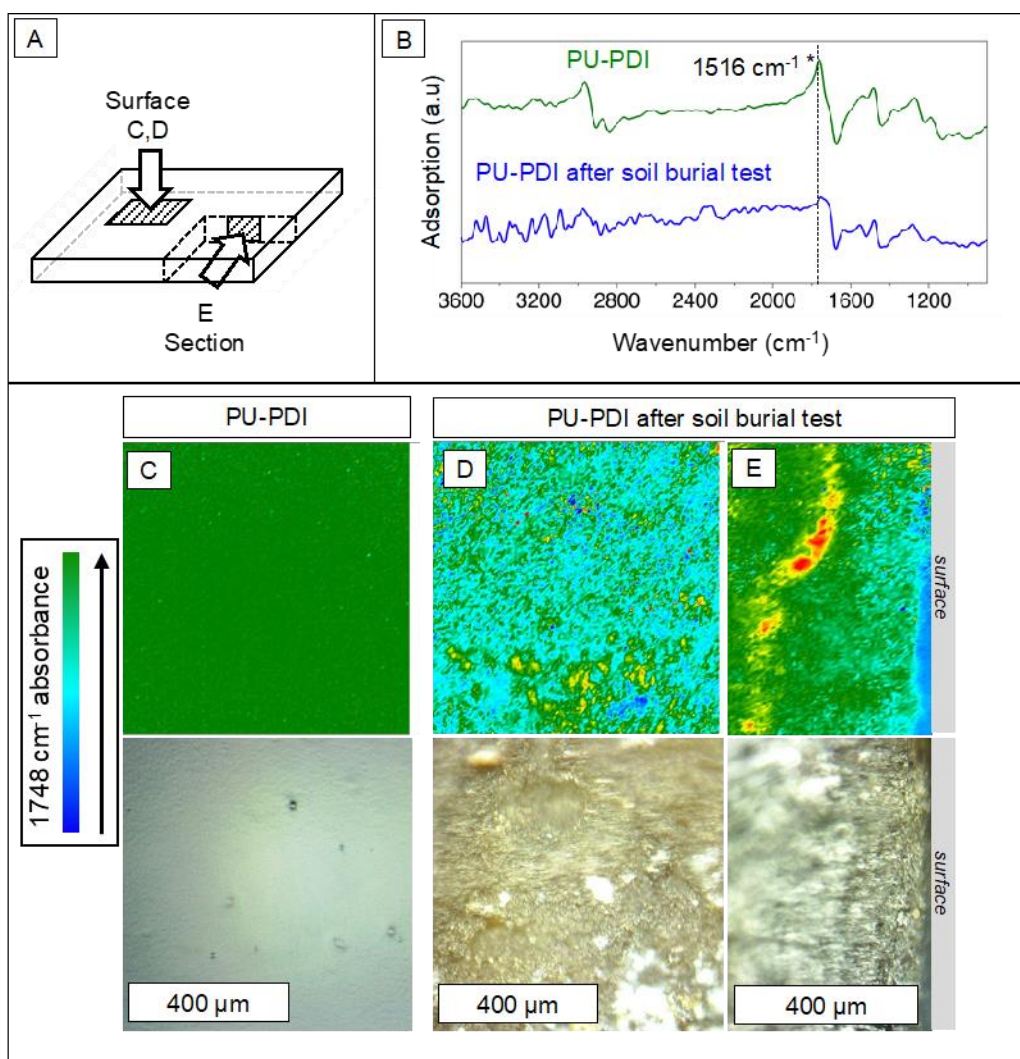 A
Surface
C,D
E
Section
B
PU-PDI
1516 cm⁻¹ *
PU-PDI after soil burial test
Adsorption (a.u)
3600 3200 2800 2400 2000 1600 1200
Wavenumber (cm⁻¹)
PU-PDI
PU-PDI after soil burial test
C
D
E
surface
1748 cm⁻¹ absorbance
surface
400 µm
400 µm
400 µm